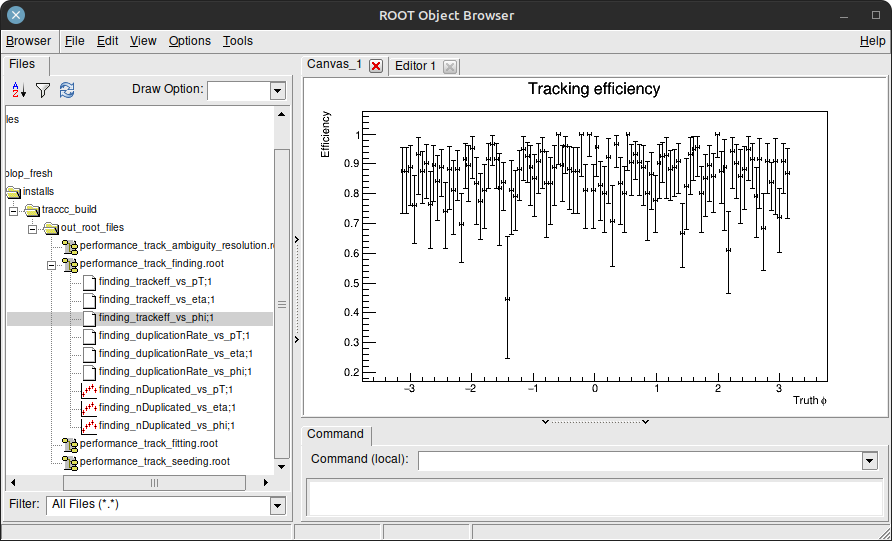 ROOT Object Browser
Browser File Edit View Options Tools Help
Files
Draw Option:
les
olop_fresh
installs
traccc_build
out_root_files
performance_track_ambiguity_resolution.r
performance_track_finding.root
finding_trackeff_vs_pT;1
finding_trackeff_vs_eta;1
finding_trackeff_vs_phi;1
finding_duplicationRate_vs_pT;1
finding_duplicationRate_vs_eta;1
finding_duplicationRate_vs_phi;1
finding_nDuplicated_vs_pT;1
finding_nDuplicated_vs_eta;1
finding_nDuplicated_vs_phi;1
performance_track_fitting.root
performance_track_seeding.root
Filter: All Files (*.*)
Canvas_1 Editor 1
Tracking efficiency
Efficiency
1
0.9
0.8
0.7
0.6
0.5
0.4
0.3
0.2
−3 −2 −1 0 1 2 3
Truth ϕ
Command
Command (local):